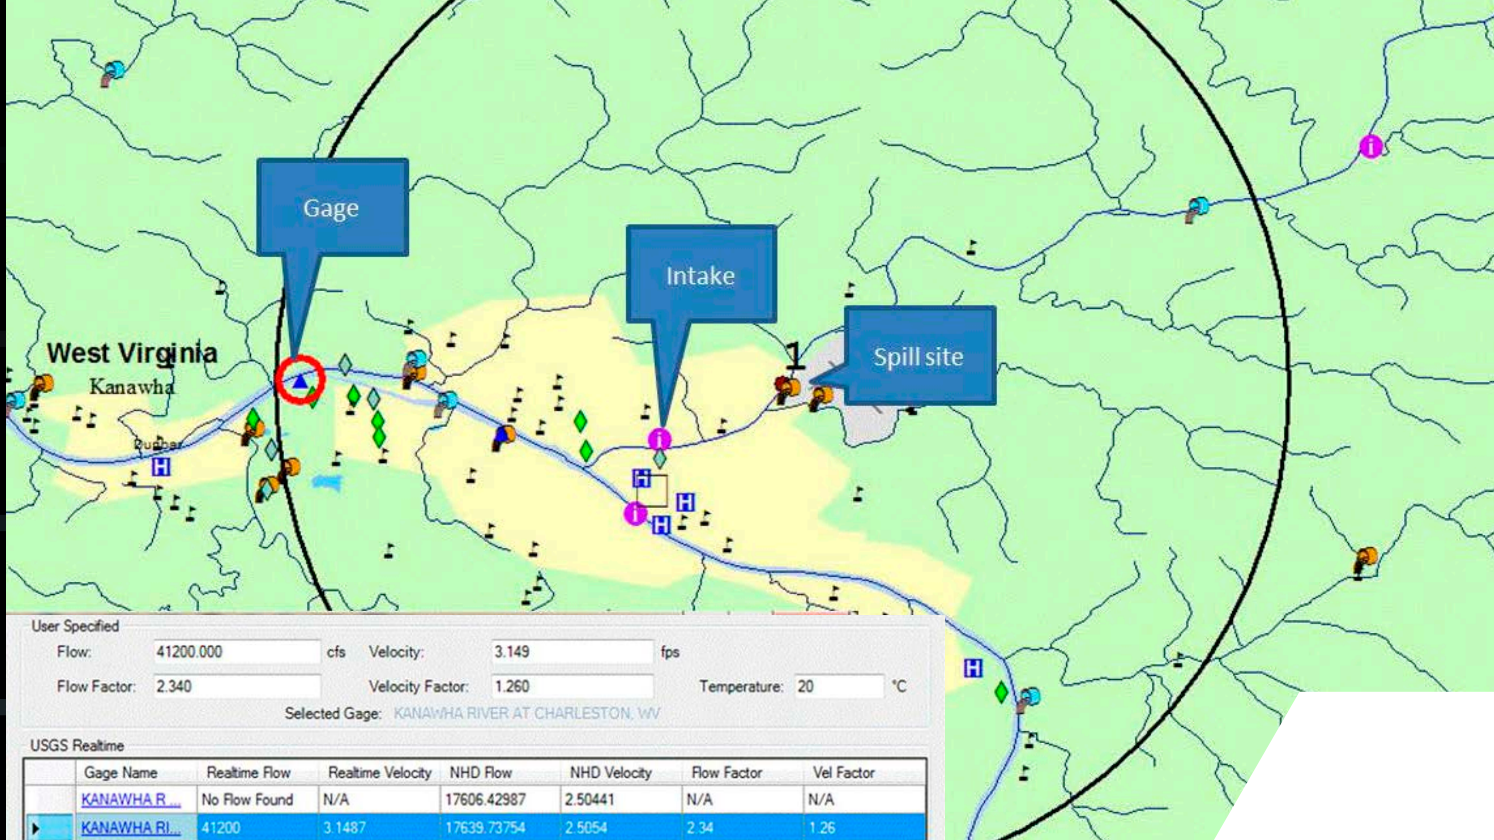 Gage
Intake
1
Spill site
West Virginia
Kanawha
Dunbar
i
i
i
H
H
H
H
H
User Specified
Flow: 41200.000 cfs Velocity: 3.149 fps
Flow Factor: 2.340 Velocity Factor: 1.260 Temperature: 20 °C
Selected Gage: KANAWHA RIVER AT CHARLESTON, WV
USGS Realtime
Gage Name Realtime Flow Realtime Velocity NHD Flow NHD Velocity Flow Factor Vel Factor
KANAWHA R ... No Flow Found N/A 17606.42987 2.50441 N/A N/A
KANAWHA RI... 41200 3.1487 17639.73754 2.5054 2.34 1.26